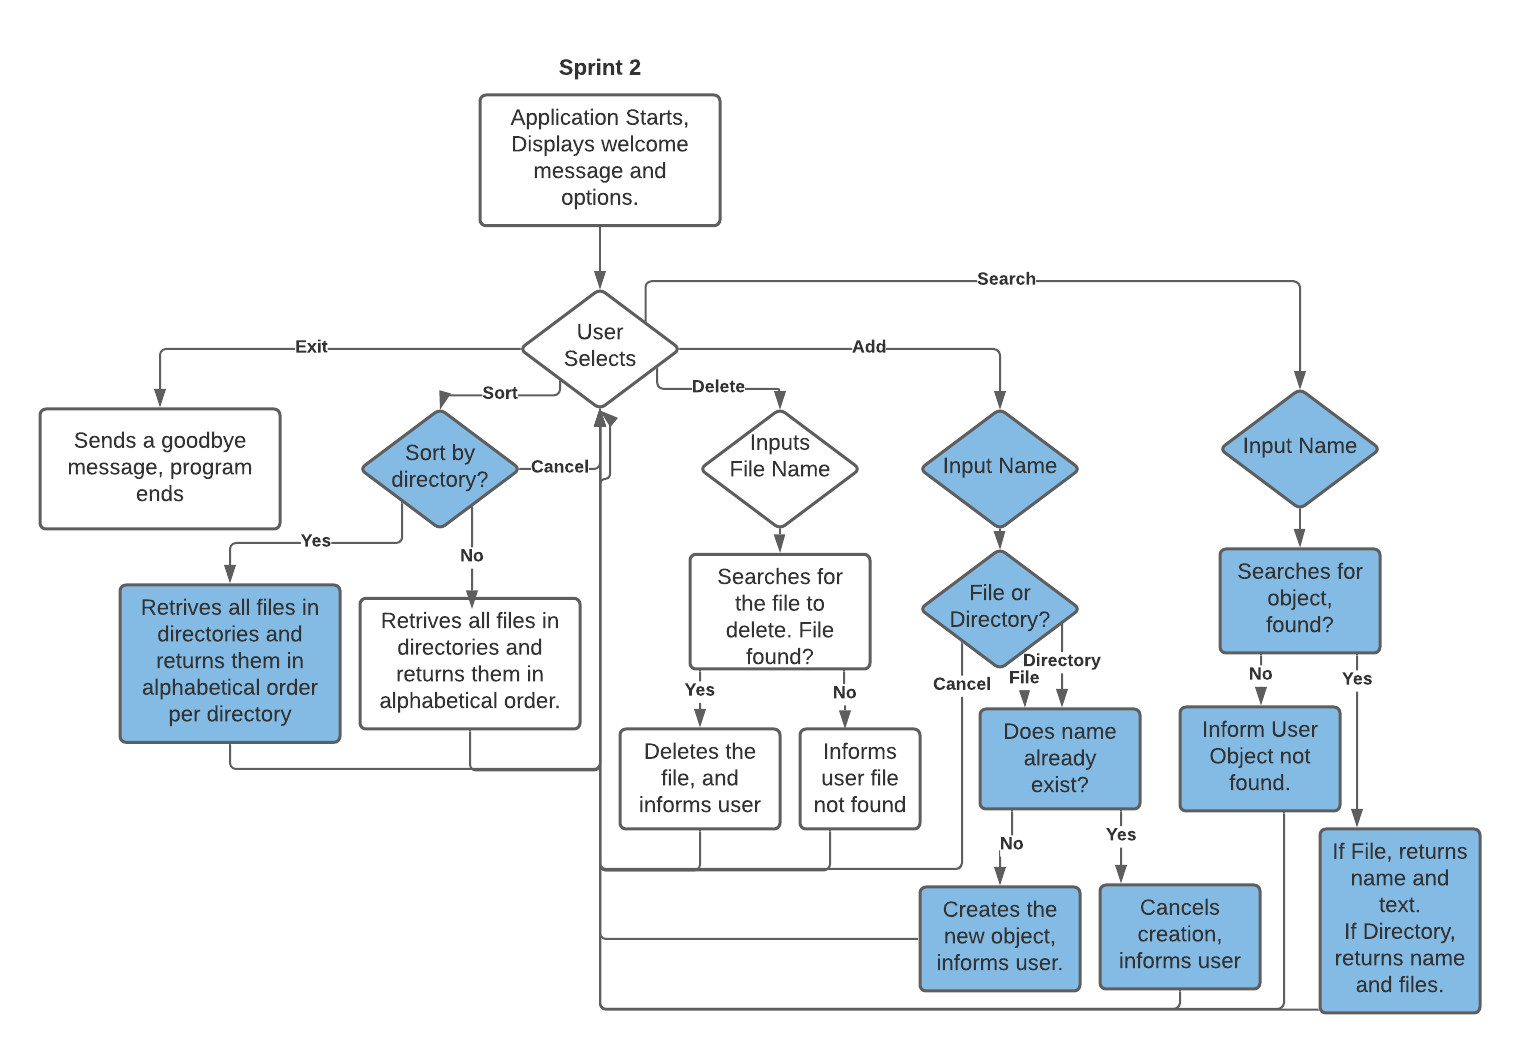 Sprint 2
Application Starts,
Displays welcome
message and
options.
Search
User
Selects
Exit
Add
Sort
Delete
Sends a goodbye
message, program
ends
Sort by
directory?
Cancel
Inputs
File Name
Input Name
Input Name
Yes
No
Retrives all files in
directories and
returns them in
alphabetical order
per directory
Retrives all files in
directories and
returns them in
alphabetical order.
Searches for
the file to
delete. File
found?
File or
Directory?
Searches for
object,
found?
Yes
No
Cancel
File
Directory
No
Yes
Deletes the
file, and
informs user
Informs
user file
not found
Does name
already
exist?
Inform User
Object not
found.
No
Yes
Creates the
new object,
informs user.
Cancels
creation,
informs user
If File, returns
name and
text.
If Directory,
returns name
and files.